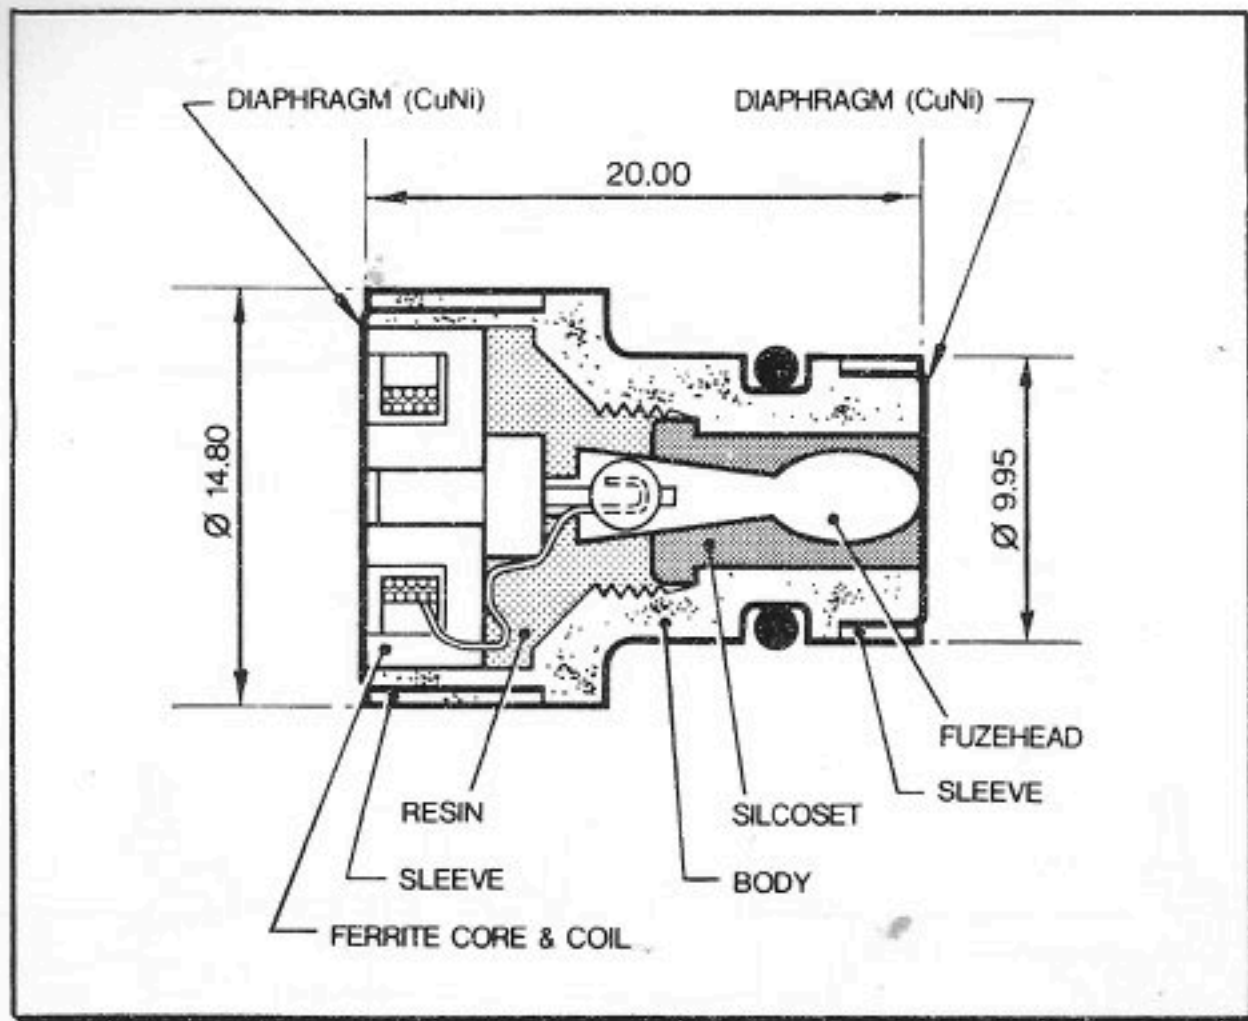 DIAPHRAGM (CuNi)
DIAPHRAGM (CuNi)
20.00
Ø 14.80
Ø 9.95
FUZEHEAD
SLEEVE
RESIN
SILCOSET
SLEEVE
BODY
FERRITE CORE & COIL